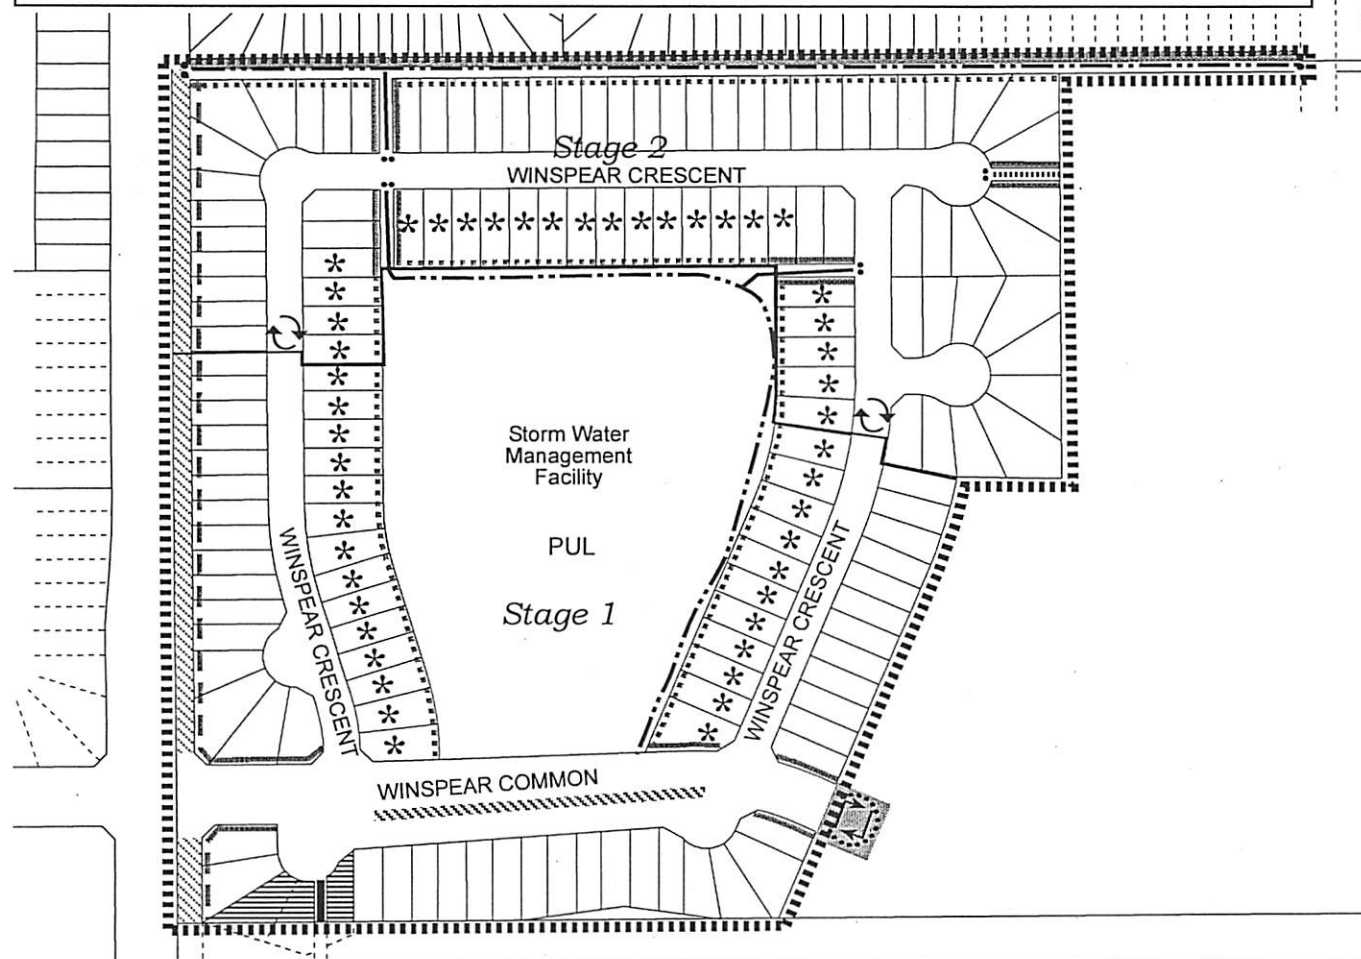 Stage 2
WINSPEAR CRESCENT
Storm Water
Management
Facility
PUL
Stage 1
WINSPEAR CRESCENT
WINSPEAR CRESCENT
WINSPEAR COMMON